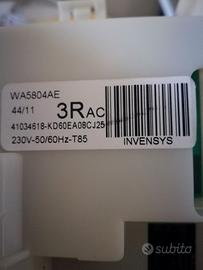 WA5804AE
44/11
3RAC
41034618-KD60EA08CJ25
230V-50/60Hz-T85
INVENSYS
subito